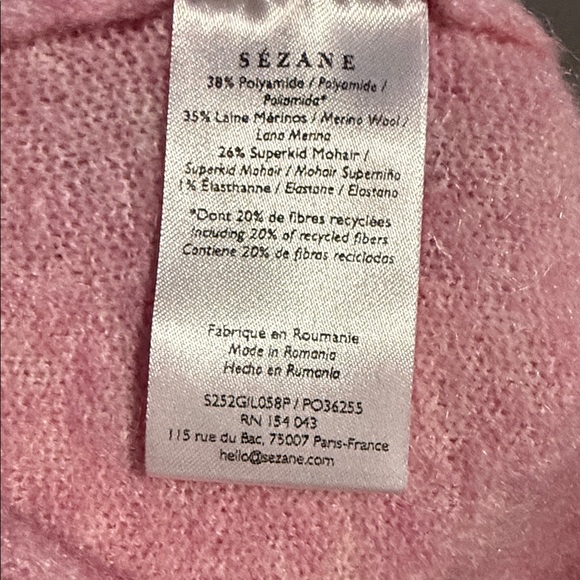 SÉZANE
38% Polyamide / Polyamide /
Poliamida*
35% Laine Mérinos / Merino Wool /
Lana Merino
26% Superkid Mohair /
Superkid Mohair / Mohair Supermiño
1% Élasthanne / Elastane / Elastano
*Dont 20% de fibres recyclées
Including 20% of recycled fibers
Contiene 20% de fibras recicladas
Fabriqué en Roumanie
Made in Romania
Hecho en Rumania
S252G/L058P / PO36255
RN 154 043
115 rue du Bac, 75007 Paris-France
hello@sezane.com